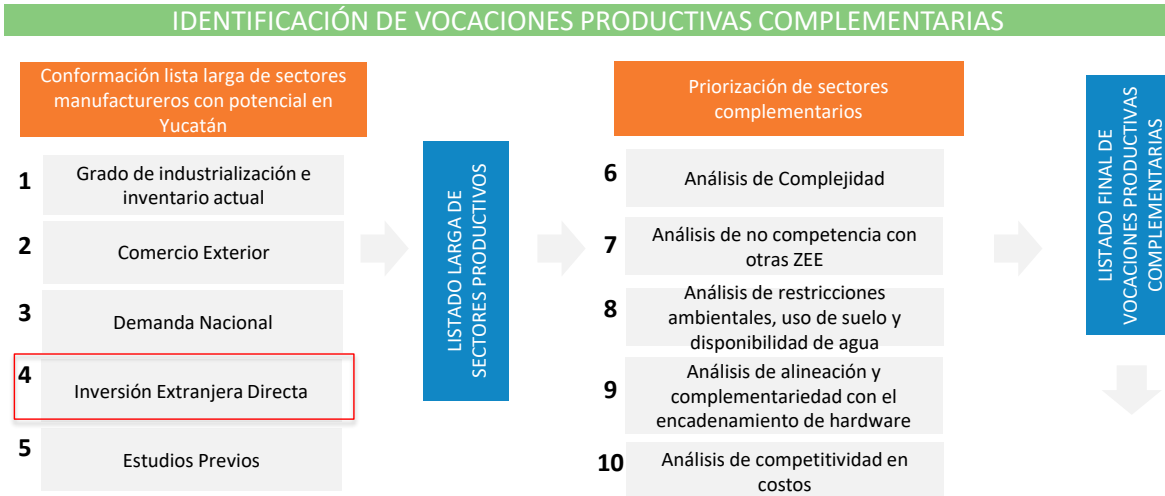 IDENTIFICACIÓN DE VOCACIONES PRODUCTIVAS COMPLEMENTARIAS
Conformación lista larga de sectores
manufactureros con potencial en
Yucatán
1
Grado de industrialización e
inventario actual
2
Comercio Exterior
3
Demanda Nacional
4
Inversión Extranjera Directa
5
Estudios Previos
LISTADO LARGA DE
SECTORES PRODUCTIVOS
Priorización de sectores
complementarios
6
Análisis de Complejidad
7
Análisis de no competencia con
otras ZEE
8
Análisis de restricciones
ambientales, uso de suelo y
disponibilidad de agua
9
Análisis de alineación y
complementariedad con el
encadenamiento de hardware
10
Análisis de competitividad en
costos
LISTADO FINAL DE
VOCACIONES PRODUCTIVAS
COMPLEMENTARIAS